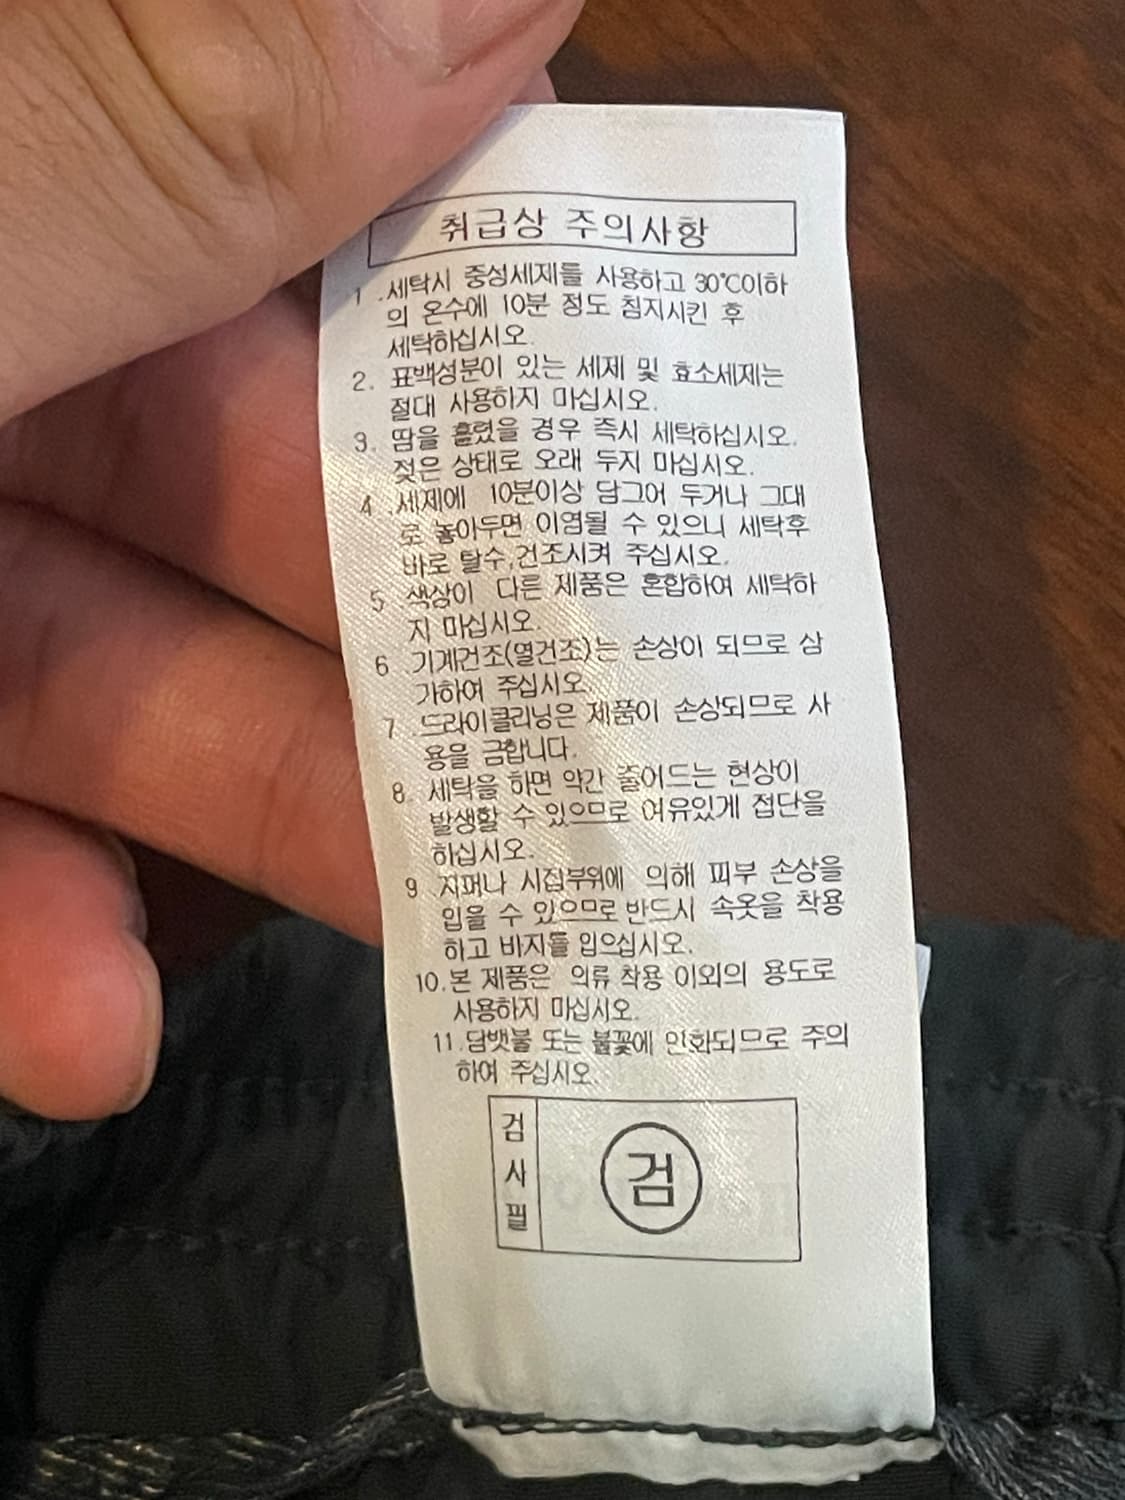 취급상 주의사항
1 .세탁시 중성세제를 사용하고 30℃이하
의 온수에 10분 정도 침지시킨 후
세탁하십시오.
2. 표백성분이 있는 세제 및 효소세제는
절대 사용하지 마십시오.
3. 땀을 흘렸을 경우 즉시 세탁하십시오.
젖은 상태로 오래 두지 마십시오.
4 .세제에 10분이상 담그어 두거나 그대
로 놓아두면 이염될 수 있으니 세탁후
바로 탈수,건조시켜 주십시오.
5 .색상이 다른 제품은 혼합하여 세탁하
지 마십시오.
6 기계건조(열건조)는 손상이 되므로 삼
가하여 주십시오.
7 .드라이클리닝은 제품이 손상되므로 사
용을 금합니다.
8. 세탁을 하면 약간 줄어드는 현상이
발생할 수 있으므로 여유있게 접단을
하십시오.
9 .지퍼나 시접부위에 의해 피부 손상을
입을 수 있으므로 반드시 속옷을 착용
하고 바지를 입으십시오.
10.본 제품은 의류 착용 이외의 용도로
사용하지 마십시오.
11.담뱃불 또는 불꽃에 인화되므로 주의
하여 주십시오.
검사필
검